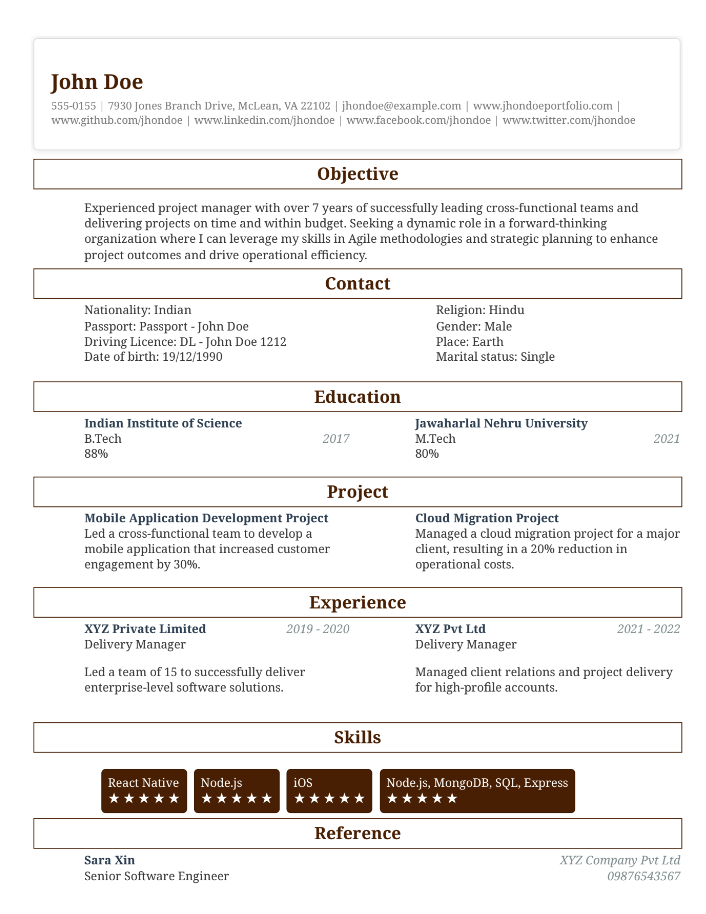 John Doe
555-0155 | 7930 Jones Branch Drive, McLean, VA 22102 | jhondoe@example.com | www.jhondoeportfolio.com |
www.github.com/jhondoe | www.linkedin.com/jhondoe | www.facebook.com/jhondoe | www.twitter.com/jhondoe
Objective
Experienced project manager with over 7 years of successfully leading cross-functional teams and
delivering projects on time and within budget. Seeking a dynamic role in a forward-thinking
organization where I can leverage my skills in Agile methodologies and strategic planning to enhance
project outcomes and drive operational efficiency.
Contact
Nationality: Indian
Passport: Passport - John Doe
Driving Licence: DL - John Doe 1212
Date of birth: 19/12/1990
Religion: Hindu
Gender: Male
Place: Earth
Marital status: Single
Education
Indian Institute of Science
B.Tech 2017
88%
Jawaharlal Nehru University
M.Tech 2021
80%
Project
Mobile Application Development Project
Led a cross-functional team to develop a
mobile application that increased customer
engagement by 30%.
Cloud Migration Project
Managed a cloud migration project for a major
client, resulting in a 20% reduction in
operational costs.
Experience
XYZ Private Limited 2019 - 2020
Delivery Manager
Led a team of 15 to successfully deliver
enterprise-level software solutions.
XYZ Pvt Ltd 2021 - 2022
Delivery Manager
Managed client relations and project delivery
for high-profile accounts.
Skills
React Native
★★★★★
Node.js
★★★★★
iOS
★★★★★
Node.js, MongoDB, SQL, Express
★★★★★
Reference
Sara Xin XYZ Company Pvt Ltd
Senior Software Engineer 09876543567